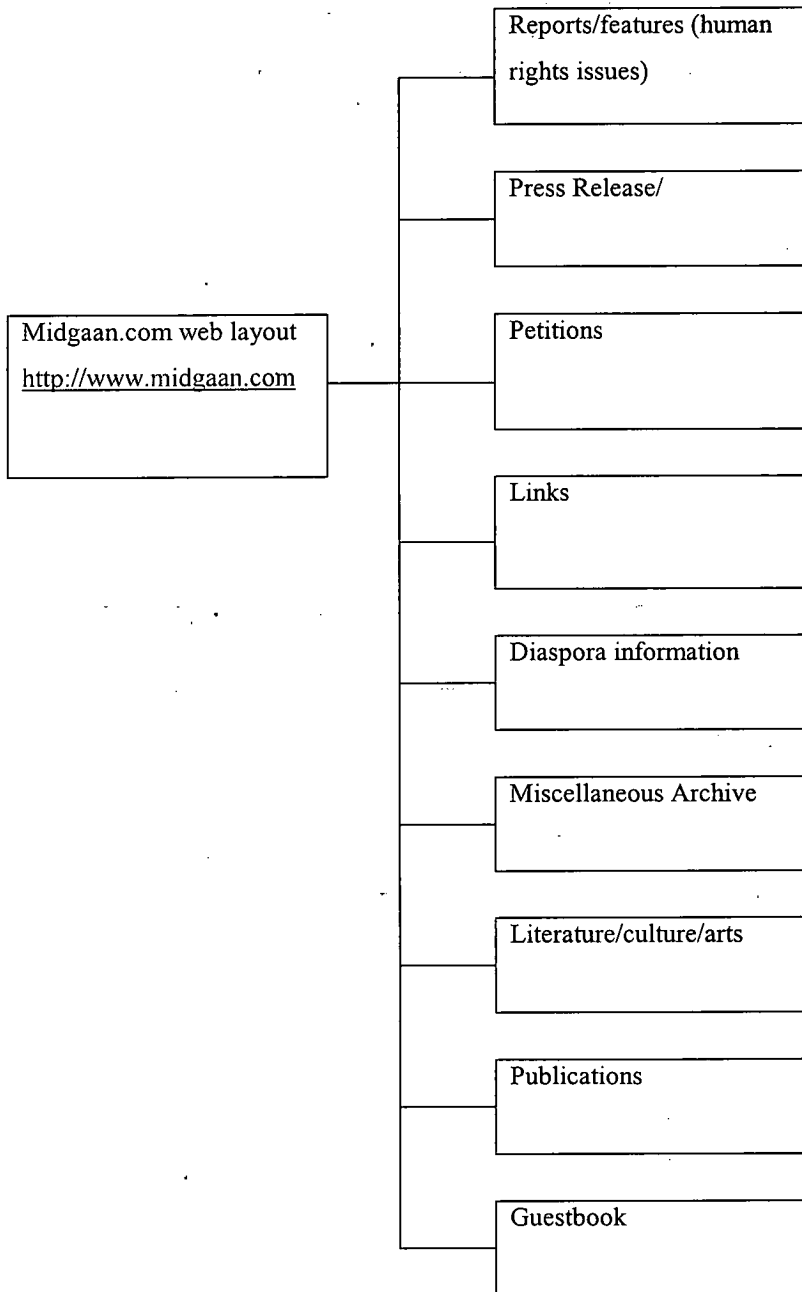 Reports/features (human
rights issues)
Press Release/
Midgaan.com web layout
http://www.midgaan.com
Petitions
Links
Diaspora information
Miscellaneous Archive
Literature/culture/arts
Publications
Guestbook